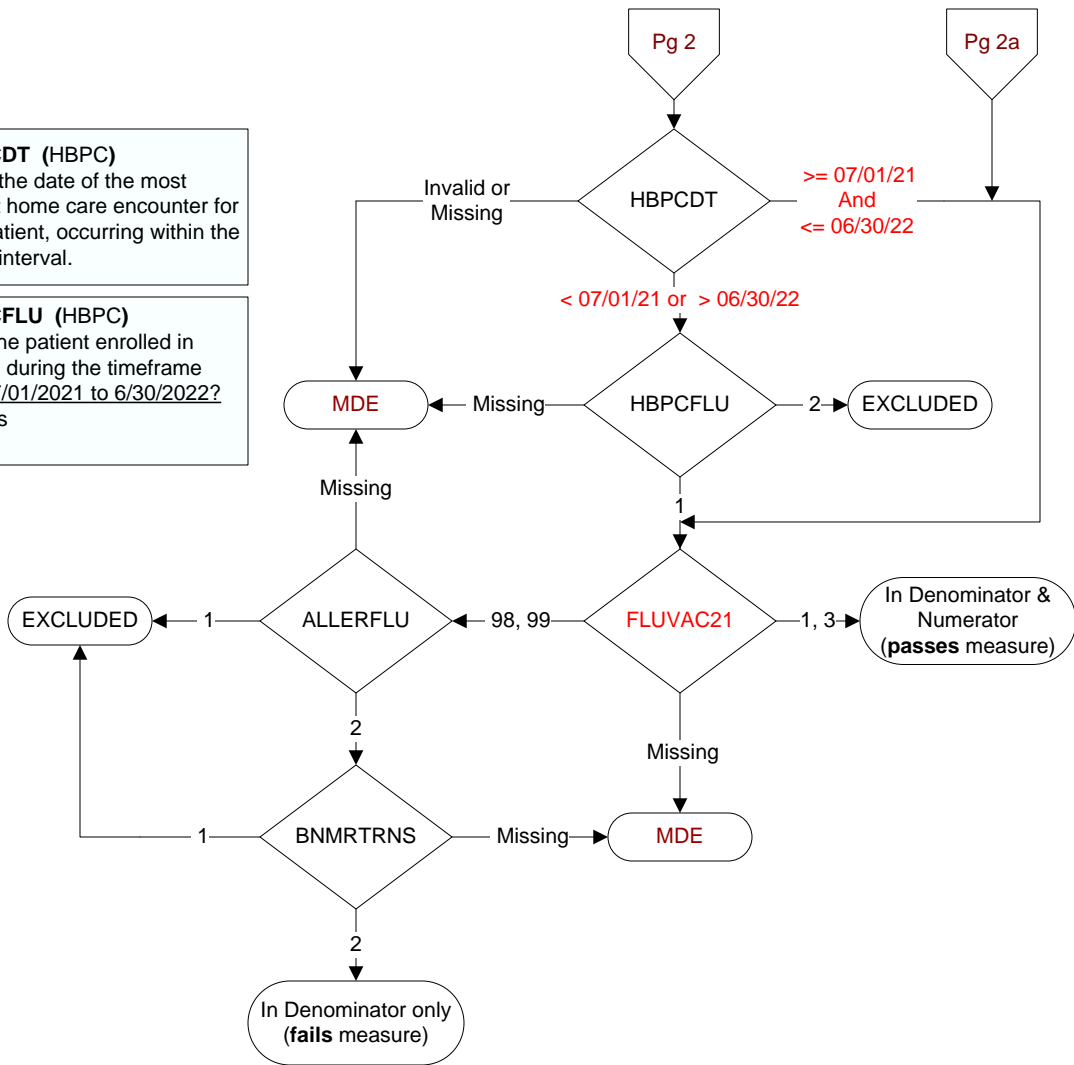 Pg 2
Pg 2a
CDT (HBPC)
the date of the most
home care encounter for
atient, occurring within the
interval.
Invalid or
Missing
HBPCDT
>= 07/01/21
And
<= 06/30/22
< 07/01/21 or > 06/30/22
CFLU (HBPC)
ne patient enrolled in
during the timeframe
/01/2021 to 6/30/2022?
s
MDE
Missing
HBPCFLU
2
EXCLUDED
Missing
1
EXCLUDED
1
ALLERFLU
98, 99
FLUVAC21
1, 3
In Denominator &
Numerator
(passes measure)
2
Missing
1
BNMRTRNS
Missing
MDE
2
In Denominator only
(fails measure)